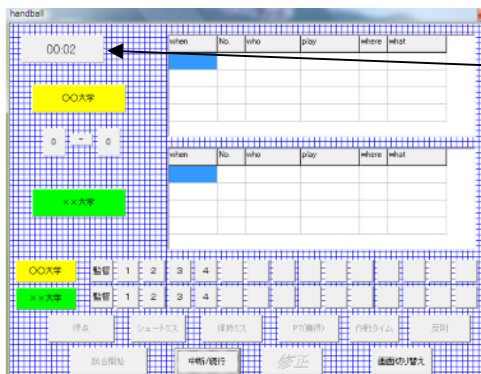 handball
00:02
when No. who play where what
〇〇大学
0 - 0
when No. who play where what
××大学
〇〇大学 監督 1 2 3 4
××大学 監督 1 2 3 4
得点 シュートミス 保持ミス PT(獲得) 作戦タイム 反則
試合開始 中断/続行 修正 画面切り替え